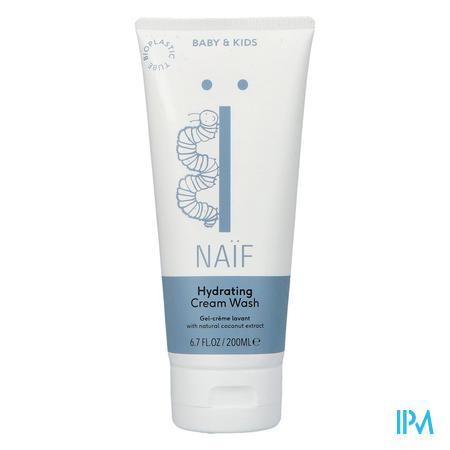 BIOPLASTIC TUBE
BABY & KIDS
ï
NAÏF
Hydrating
Cream Wash
Gel-crème lavant
with natural coconut extract
6.7 FL.OZ / 200ML℮
IPM